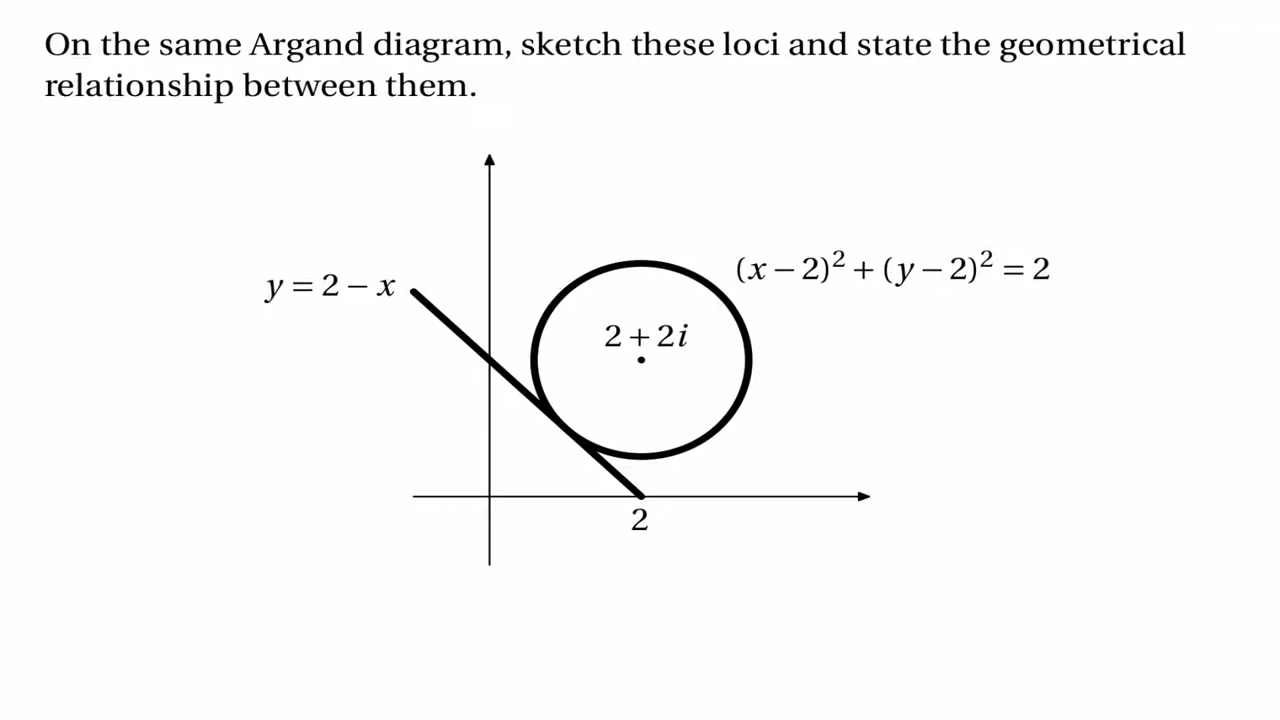 On the same Argand diagram, sketch these loci and state the geometrical
relationship between them.
(x − 2)² + (y − 2)² = 2
y = 2 − x
2 + 2i
2